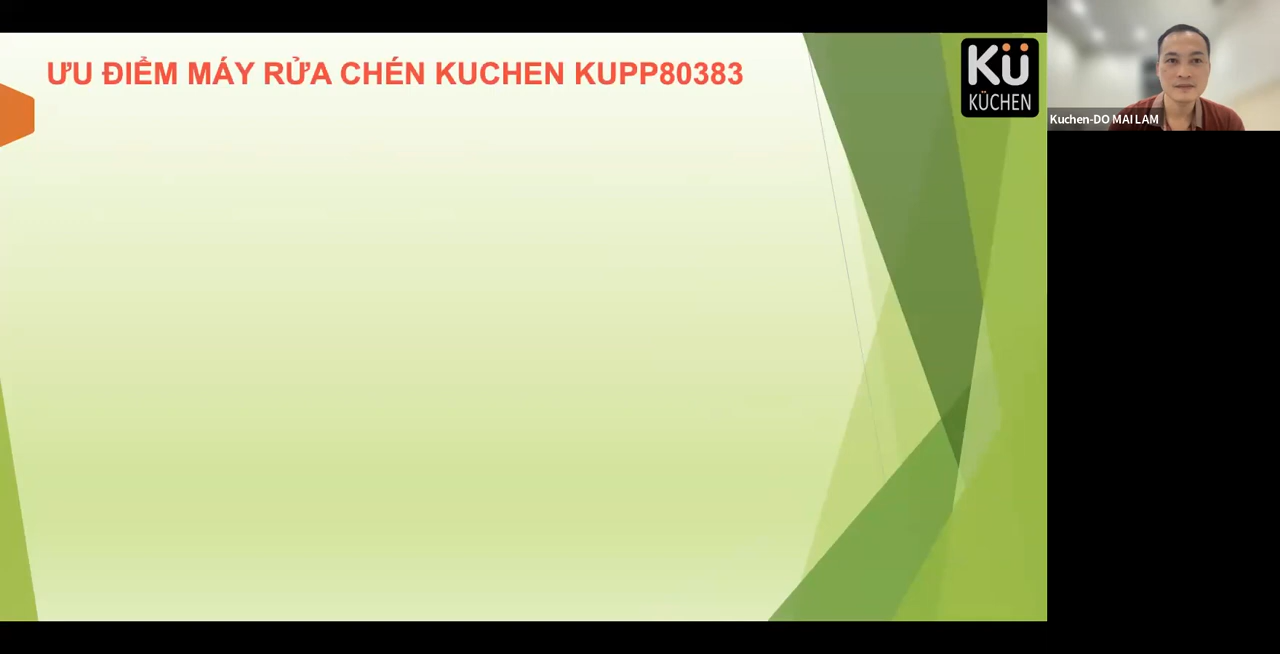 ƯU ĐIỂM MÁY RỬA CHÉN KUCHEN KUPP80383
KÜ
KÜCHEN
Kuchen-DO MAI LAM